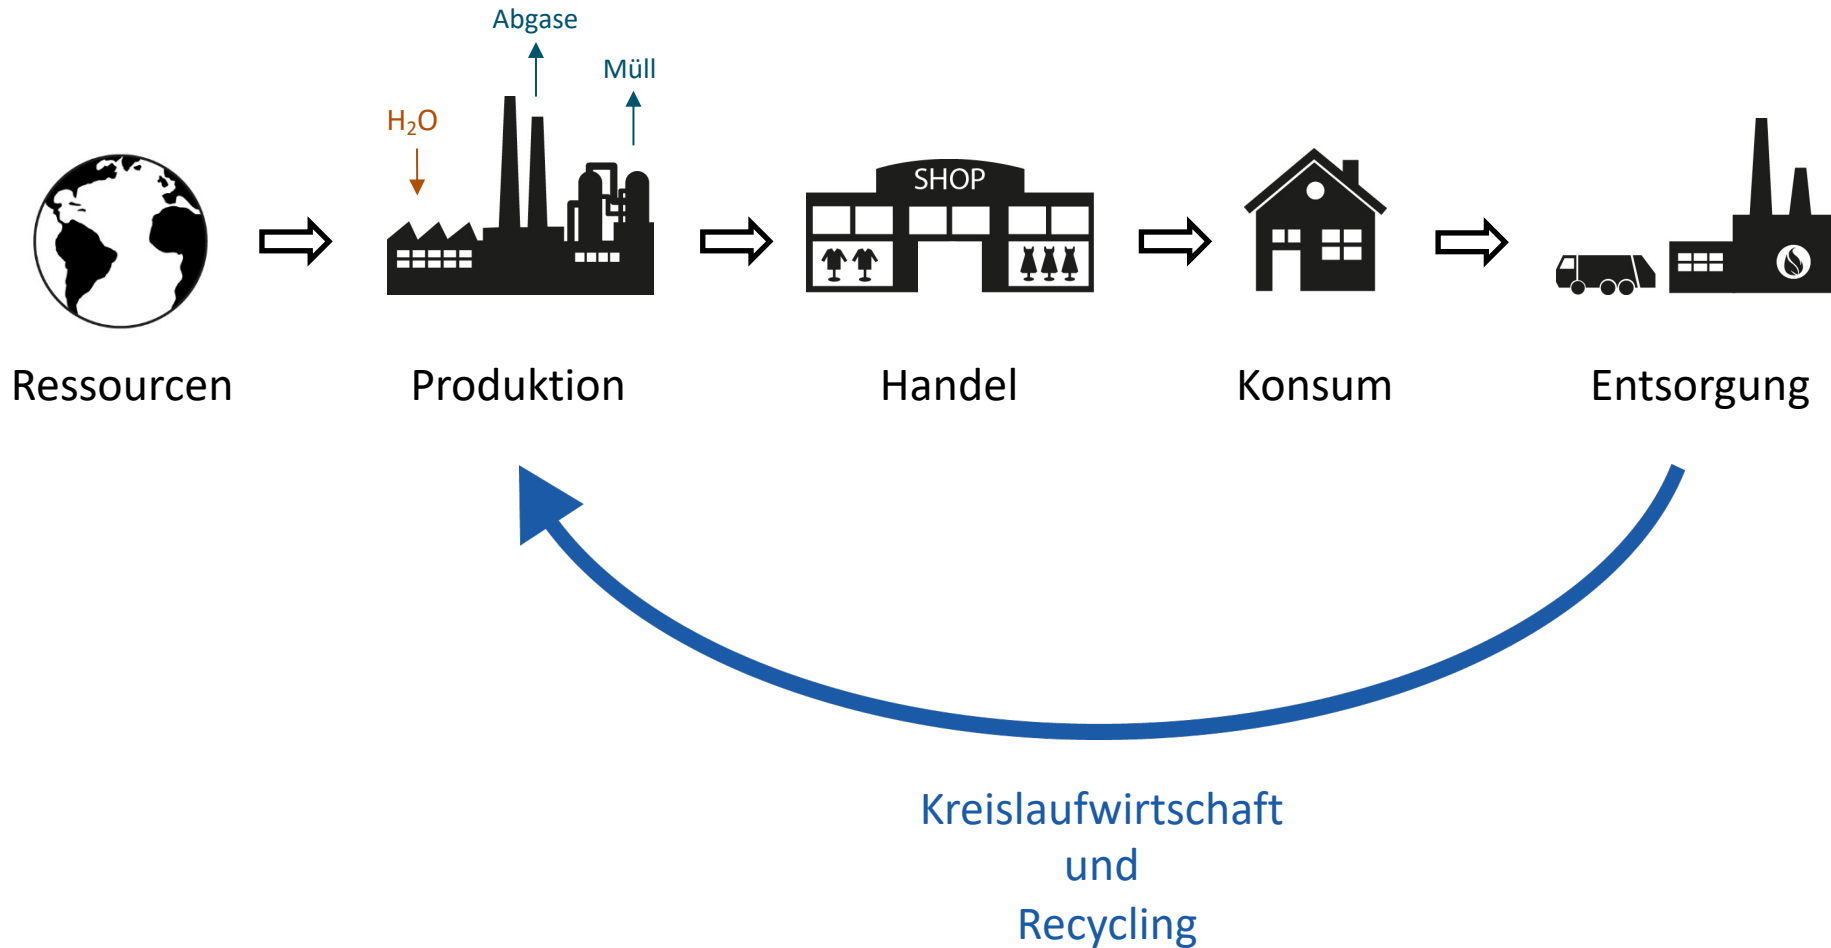 Abgase
Müll
H₂O
SHOP
Ressourcen
Produktion
Handel
Konsum
Entsorgung
Kreislaufwirtschaft
und
Recycling